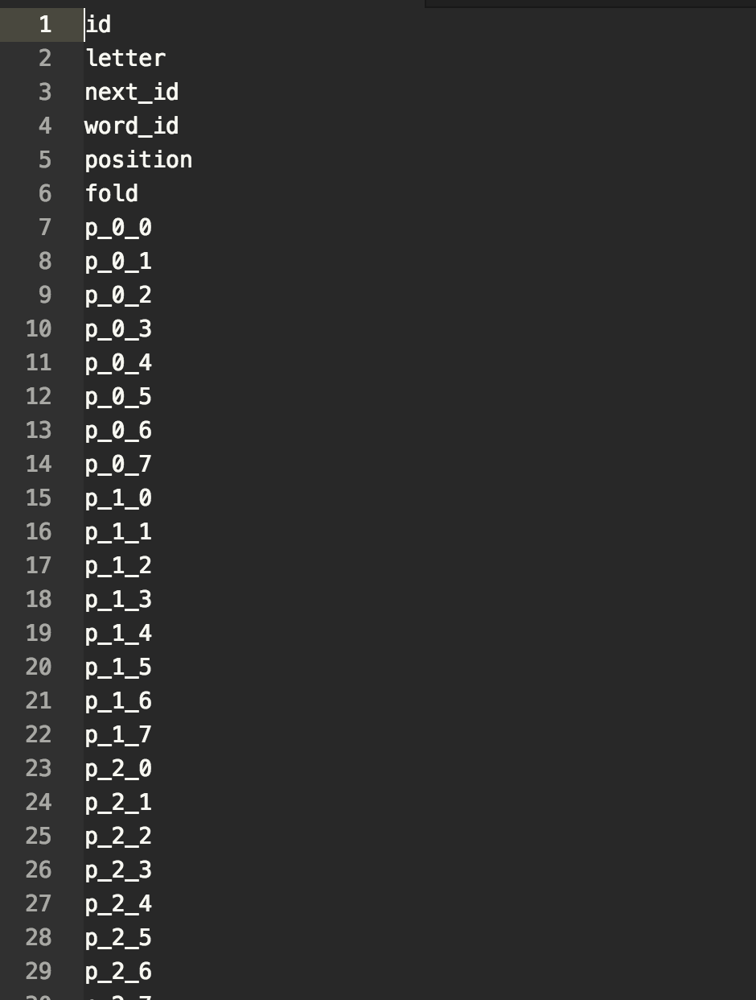 1 id
2 letter
3 next_id
4 word_id
5 position
6 fold
7 p_0_0
8 p_0_1
9 p_0_2
10 p_0_3
11 p_0_4
12 p_0_5
13 p_0_6
14 p_0_7
15 p_1_0
16 p_1_1
17 p_1_2
18 p_1_3
19 p_1_4
20 p_1_5
21 p_1_6
22 p_1_7
23 p_2_0
24 p_2_1
25 p_2_2
26 p_2_3
27 p_2_4
28 p_2_5
29 p_2_6